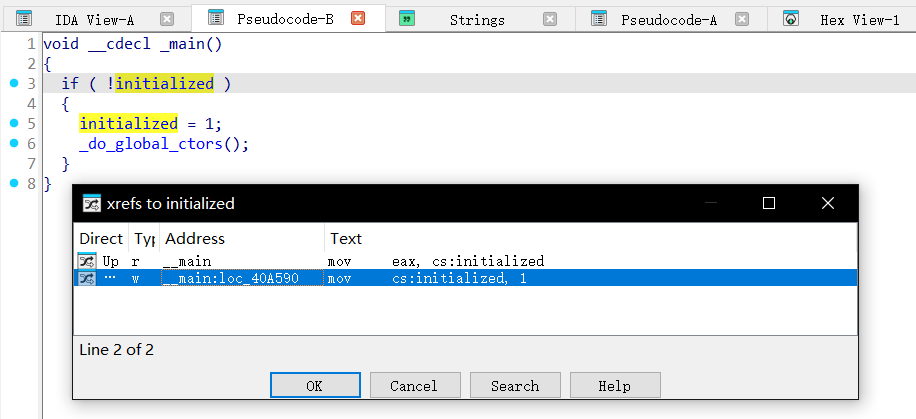 IDA View-A Pseudocode-B Strings Pseudocode-A Hex View-1
1 void __cdecl _main()
2 {
3 if ( !initialized )
4 {
5 initialized = 1;
6 _do_global_ctors();
7 }
8 }
xrefs to initialized
Direct Typ Address Text
Up r __main mov eax, cs:initialized
... w __main:loc_40A590 mov cs:initialized, 1
Line 2 of 2
OK Cancel Search Help